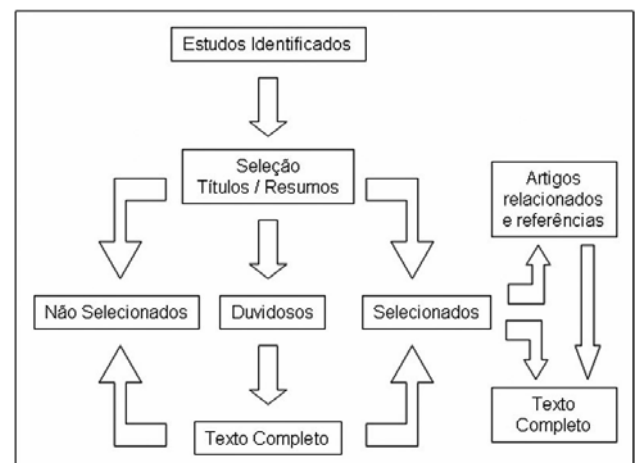 Estudos Identificados
Seleção
Títulos / Resumos
Artigos
relacionados
e referências
Não Selecionados
Duvidosos
Selecionados
Texto Completo
Texto
Completo